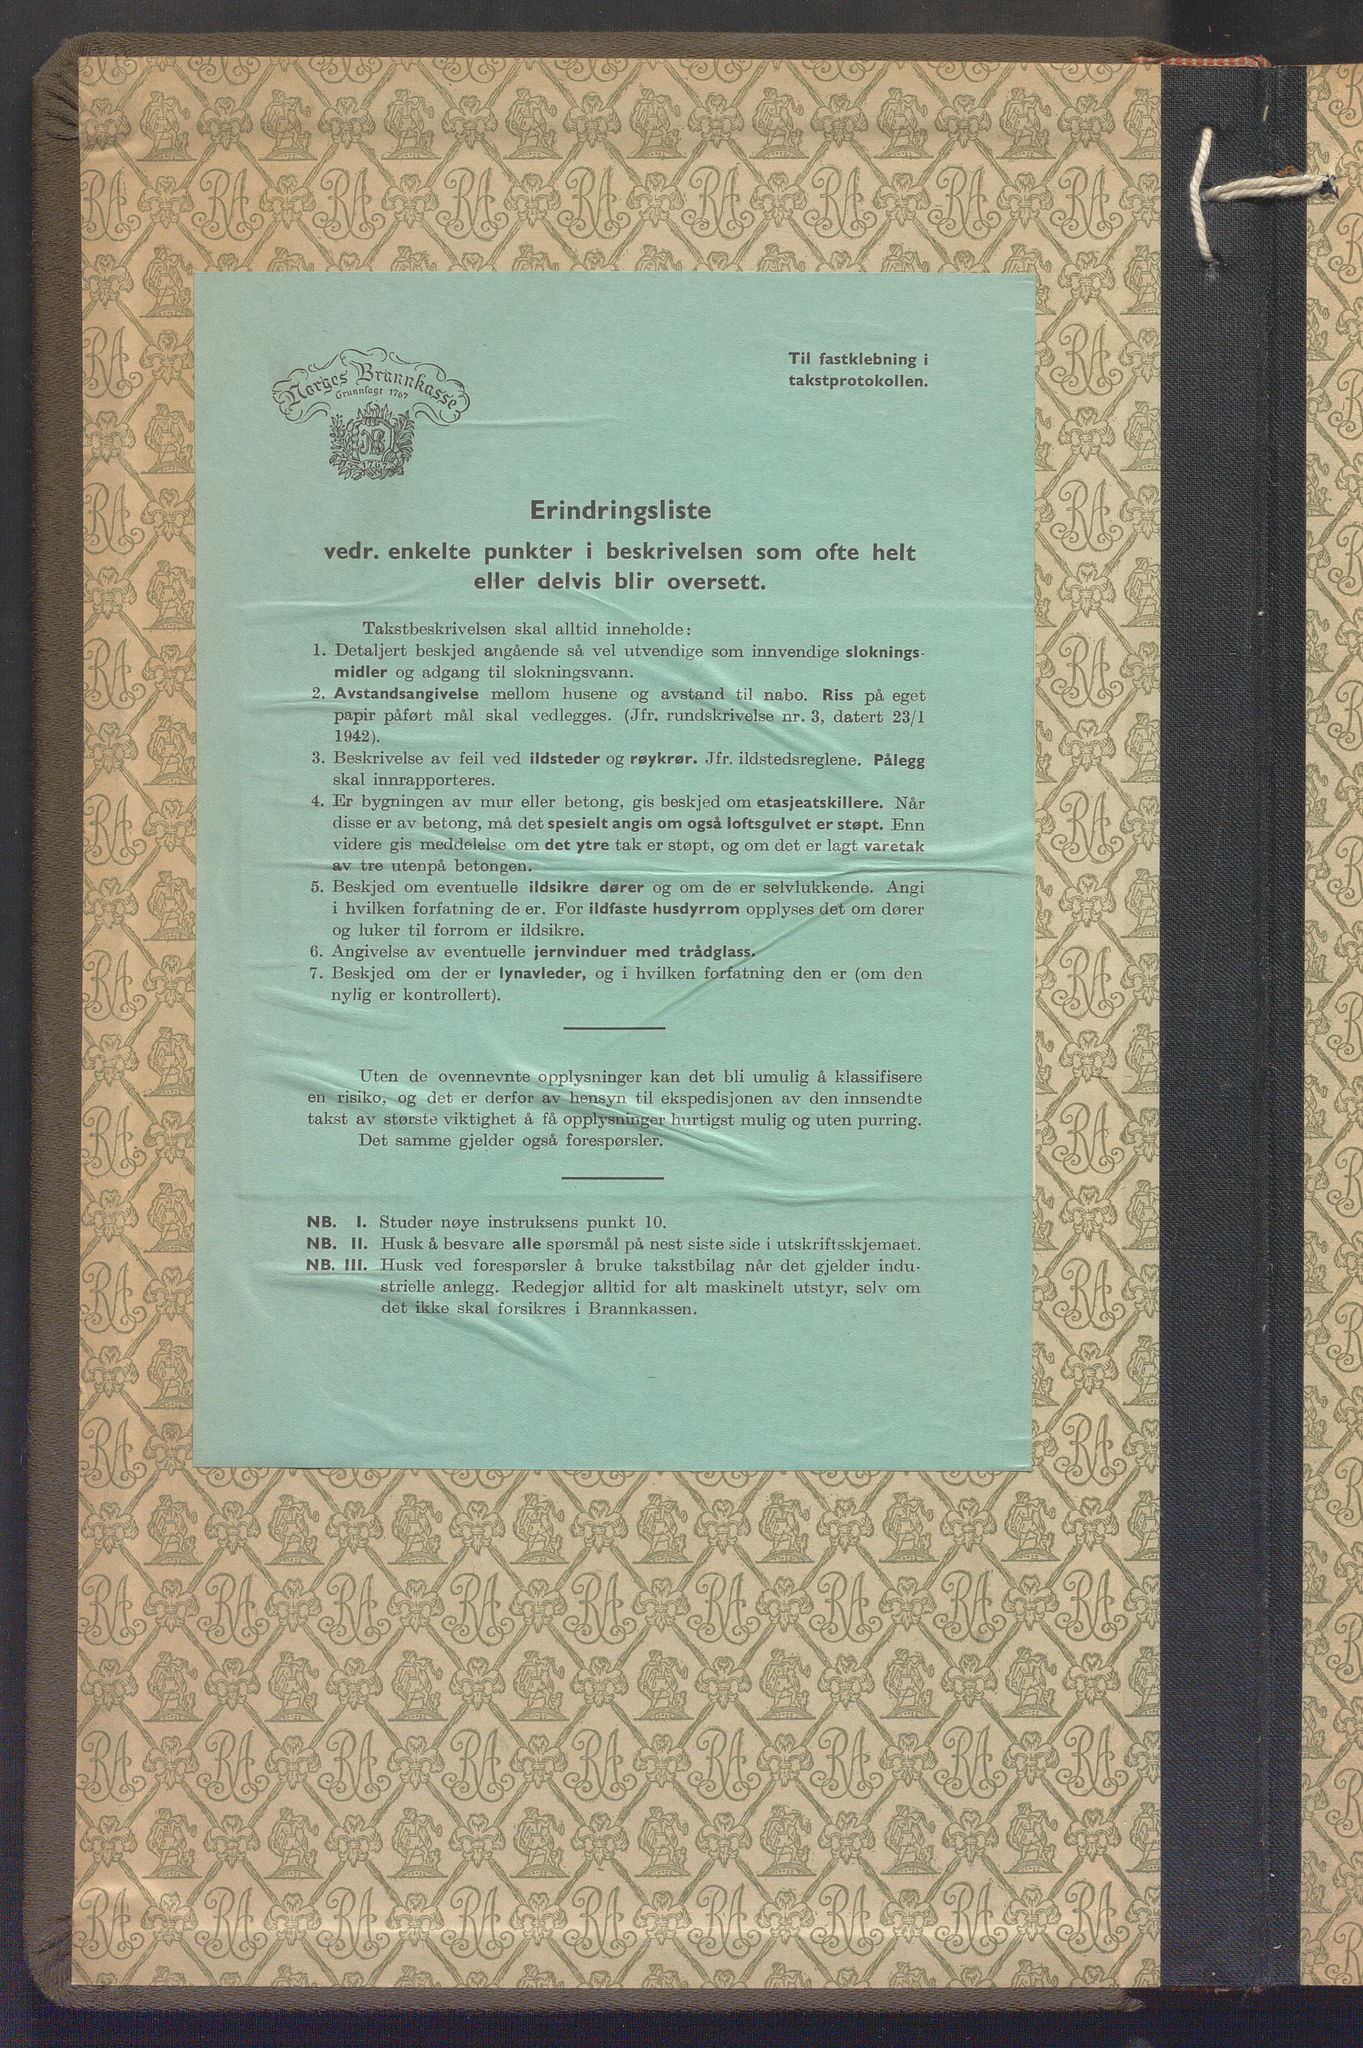 Norges Brannkasse
Grunnlagt 1767
NB
1767
Til fastklebning i
takstprotokollen.
Erindringsliste
vedr. enkelte punkter i beskrivelsen som ofte helt
eller delvis blir oversett.
Takstbeskrivelsen skal alltid inneholde:
1. Detaljert beskjed angående så vel utvendige som innvendige sloknings-
midler og adgang til slokningsvann.
2. Avstandsangivelse mellom husene og avstand til nabo. Riss på eget
papir påført mål skal vedlegges. (Jfr. rundskrivelse nr. 3, datert 23/1
1942).
3. Beskrivelse av feil ved ildsteder og røykrør. Jfr. ildstedsreglene. Pålegg
skal innrapporteres.
4. Er bygningen av mur eller betong, gis beskjed om etasjeatskillere. Når
disse er av betong, må det spesielt angis om også loftsgulvet er støpt. Enn
videre gis meddelelse om det ytre tak er støpt, og om det er lagt varetak
av tre utenpå betongen.
5. Beskjed om eventuelle ildsikre dører og om de er selvlukkende. Angi
i hvilken forfatning de er. For ildfaste husdyrrom opplyses det om dører
og luker til forrom er ildsikre.
6. Angivelse av eventuelle jernvinduer med trådglass.
7. Beskjed om der er lynavleder, og i hvilken forfatning den er (om den
nylig er kontrollert).
Uten de ovennevnte opplysninger kan det bli umulig å klassifisere
en risiko, og det er derfor av hensyn til ekspedisjonen av den innsendte
takst av største viktighet å få opplysninger hurtigst mulig og uten purring.
Det samme gjelder også forespørsler.
NB. I. Studer nøye instruksens punkt 10.
NB. II. Husk å besvare alle spørsmål på nest siste side i utskriftsskjemaet.
NB. III. Husk ved forespørsler å bruke takstbilag når det gjelder indu-
strielle anlegg. Redegjør alltid for alt maskinelt utstyr, selv om
det ikke skal forsikres i Brannkassen.